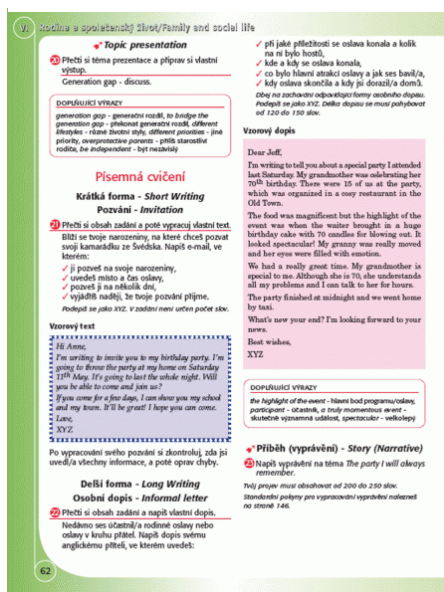 VI. Rodina a společenský život/Family and social life
Topic presentation
20 Přečti si téma prezentace a připrav si vlastní
výstup.
Generation gap - discuss.
DOPLŇUJÍCÍ VÝRAZY
generation gap - generační rozdíl, to bridge the
generation gap - překonat generační rozdíl, different
lifestyles - různé životní styly, different priorities - jiné
priority, overprotective parents - příliš starostliví
rodiče, be independent - být nezávislý
Písemná cvičení
Krátká forma - Short Writing
Pozvání - Invitation
21 Přečti si obsah zadání a poté vypracuj vlastní text.
Blíží se tvoje narozeniny, na které chceš pozvat
svoji kamarádku ze Švédska. Napiš e-mail, ve
kterém:
✓ ji pozveš na svoje narozeniny,
✓ uvedeš místo a čas oslavy,
✓ pozveš ji na několik dní,
✓ vyjádříš naději, že tvoje pozvání přijme.
Podepiš se jako XYZ. V zadání není určen počet slov.
Vzorový text
Hi Anne,
I'm writing to invite you to my birthday party. I'm
going to throw the party at my home on Saturday
11th May. It's going to last the whole night. Will
you be able to come and join us?
If you come for a few days, I can show you my school
and my town. It'll be great! I hope you can come.
Love,
XYZ
Po vypracování svého pozvání si zkontroluj, zda jsi
uvedl/a všechny informace, a poté oprav chyby.
Delší forma - Long Writing
Osobní dopis - Informal letter
22 Přečti si obsah zadání a napiš vlastní dopis.
Nedávno ses účastnil/a rodinné oslavy nebo
oslavy v kruhu přátel. Napiš dopis svému
anglickému příteli, ve kterém uvedeš:
✓ při jaké příležitosti se oslava konala a kolik
na ní bylo hostů,
✓ kde a kdy se oslava konala,
✓ co bylo hlavní atrakcí oslavy a jak ses bavil/a,
✓ kdy oslava skončila a kdy jsi dorazil/a domů.
Dbej na zachování odpovídající formy osobního dopisu.
Podepiš se jako XYZ. Délka dopisu se musí pohybovat
od 120 do 150 slov.
Vzorový dopis
Dear Jeff,
I'm writing to tell you about a special party I attended
last Saturday. My grandmother was celebrating her
70th birthday. There were 15 of us at the party,
which was organized in a cosy restaurant in the
Old Town.
The food was magnificent but the highlight of the
event was when the waiter brought in a huge
birthday cake with 70 candles for blowing out. It
looked spectacular! My granny was really moved
and her eyes were filled with emotion.
We had a really great time. My grandmother is
special to me. Although she is 70, she understands
all my problems and I can talk to her for hours.
The party finished at midnight and we went home
by taxi.
What's new your end? I'm looking forward to your
news.
Best wishes,
XYZ
DOPLŇUJÍCÍ VÝRAZY
the highlight of the event - hlavní bod programu/oslavy,
participant - účastník, a truly momentous event -
skutečně významná událost, spectacular - velkolepý
Příběh (vyprávění) - Story (Narrative)
23 Napiš vyprávění na téma The party I will always
remember.
Tvůj projev musí obsahovat od 200 do 250 slov.
Standardní pokyny pro vypracování vyprávění nalezneš
na straně 146.
62